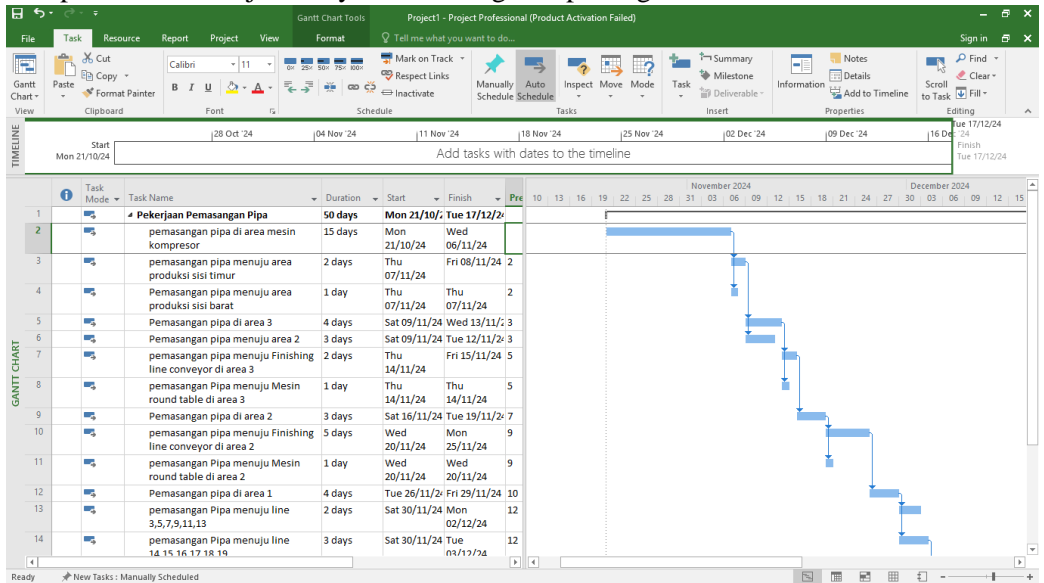 Gantt Chart Tools Project1 - Project Professional (Product Activation Failed)
File Task Resource Report Project View Format Tell me what you want to do... Sign in
Gantt Chart
Paste
Cut
Copy
Format Painter
Calibri 11
B I U A
0% 25% 50% 75% 100%
Mark on Track
Respect Links
Inactivate
Manually Schedule
Auto Schedule
Inspect Move Mode
Task
Summary
Milestone
Deliverable
Information
Notes
Details
Add to Timeline
Scroll to Task
Find
Clear
Fill
View Clipboard Font Schedule Tasks Insert Properties Editing
TIMELINE
28 Oct '24 04 Nov '24 11 Nov '24 18 Nov '24 25 Nov '24 02 Dec '24 09 Dec '24 16 Dec '24
Tue 17/12/24
Start
Mon 21/10/24
Add tasks with dates to the timeline
Finish
Tue 17/12/24
Task Mode Task Name Duration Start Finish Pre
November 2024 December 2024
10 13 16 19 22 25 28 31 03 06 09 12 15 18 21 24 27 30 03 06 09 12 15
GANTT CHART
1 Pekerjaan Pemasangan Pipa 50 days Mon 21/10/2 Tue 17/12/24
2 pemasangan pipa di area mesin kompresor 15 days Mon 21/10/24 Wed 06/11/24
3 pemasangan pipa menuju area produksi sisi timur 2 days Thu 07/11/24 Fri 08/11/24 2
4 Pemasangan pipa menuju area produksi sisi barat 1 day Thu 07/11/24 Thu 07/11/24 2
5 Pemasangan pipa di area 3 4 days Sat 09/11/24 Wed 13/11/2 3
6 Pemasangan pipa menuju area 2 3 days Sat 09/11/24 Tue 12/11/24 3
7 pemasangan Pipa menuju Finishing line conveyor di area 3 2 days Thu 14/11/24 Fri 15/11/24 5
8 pemasangan Pipa menuju Mesin round table di area 3 1 day Thu 14/11/24 Thu 14/11/24 5
9 Pemasangan pipa di area 2 3 days Sat 16/11/24 Tue 19/11/24 7
10 pemasangan Pipa menuju Finishing line conveyor di area 2 5 days Wed 20/11/24 Mon 25/11/24 9
11 pemasangan Pipa menuju Mesin round table di area 2 1 day Wed 20/11/24 Wed 20/11/24 9
12 Pemasangan pipa di area 1 4 days Tue 26/11/24 Fri 29/11/24 10
13 pemasangan Pipa menuju line 3,5,7,9,11,13 2 days Sat 30/11/24 Mon 02/12/24 12
14 pemasangan Pipa menuju line 14,15,16,17,18,19 3 days Sat 30/11/24 Tue 03/12/24 12
Ready New Tasks : Manually Scheduled